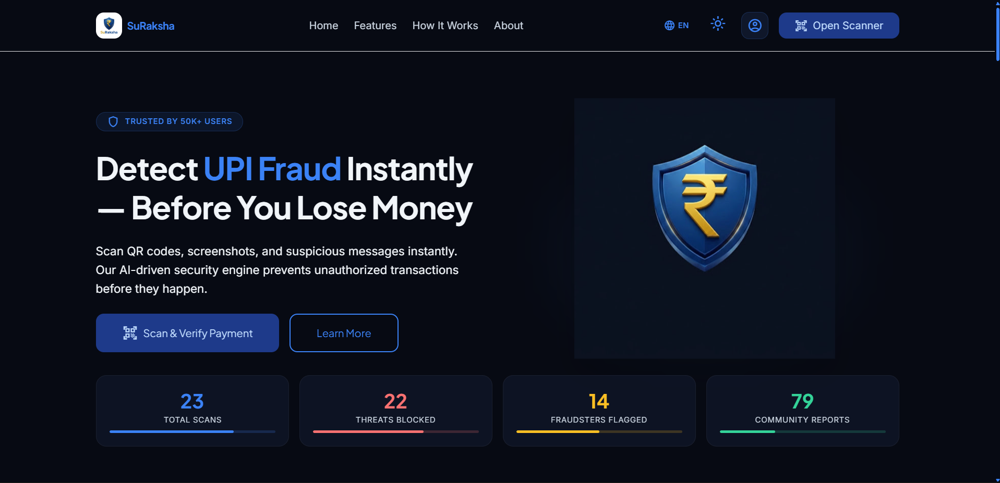 SuRaksha
SuRaksha
Home
Features
How It Works
About
EN
Open Scanner
TRUSTED BY 50K+ USERS
Detect UPI Fraud Instantly
— Before You Lose Money
Scan QR codes, screenshots, and suspicious messages instantly.
Our AI-driven security engine prevents unauthorized transactions
before they happen.
Scan & Verify Payment
Learn More
₹
23
TOTAL SCANS
22
THREATS BLOCKED
14
FRAUDSTERS FLAGGED
79
COMMUNITY REPORTS